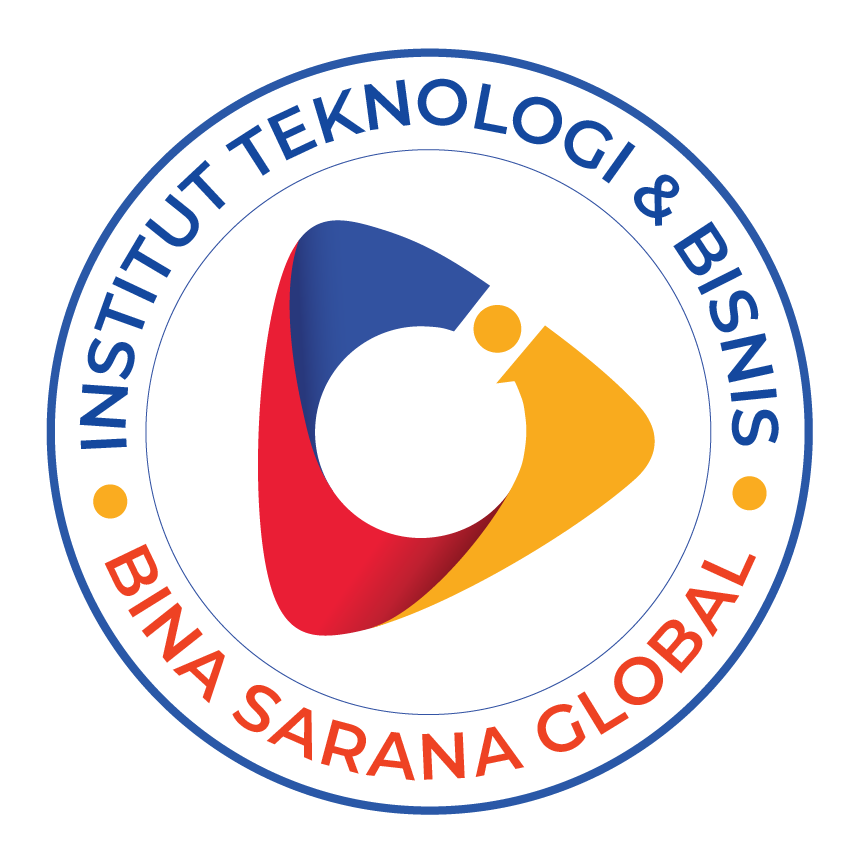 INSTITUT TEKNOLOGI & BISNIS
BINA SARANA GLOBAL